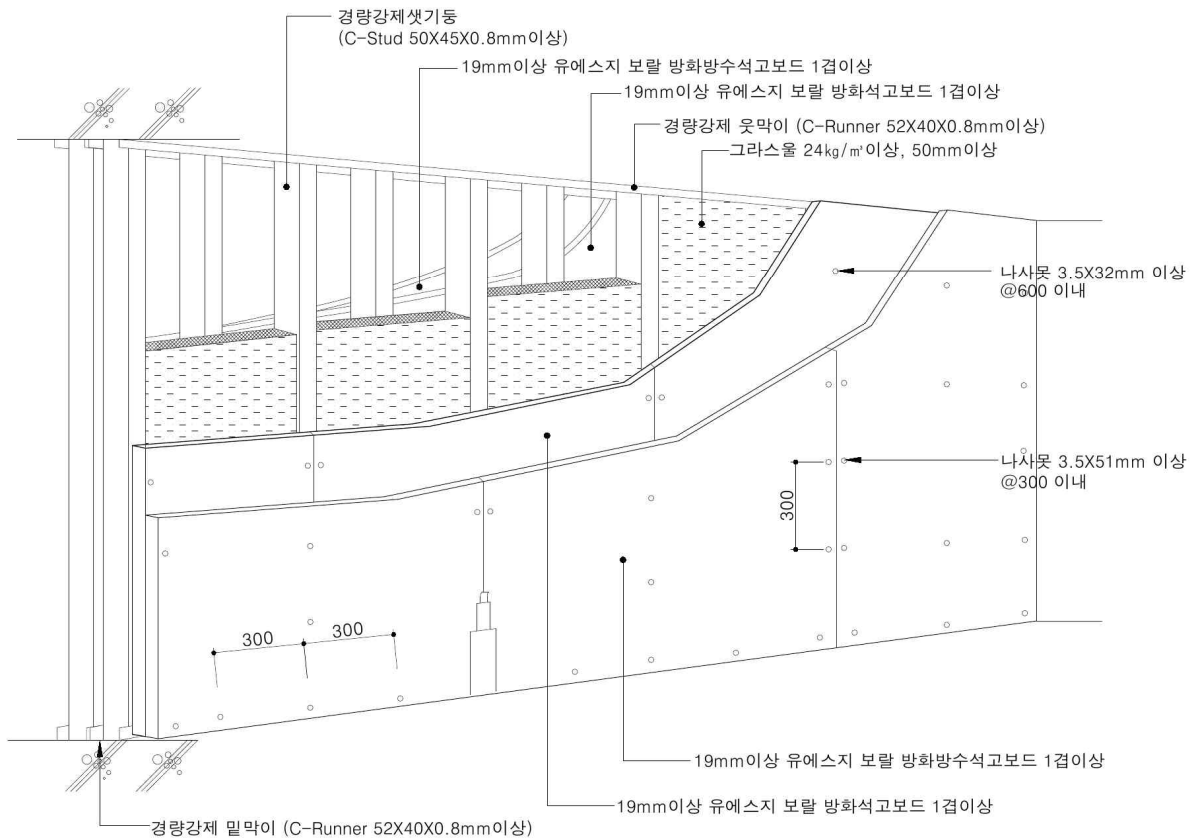 경량강제샛기둥
(C-Stud 50X45X0.8mm이상)
19mm이상 유에스지 보랄 방화방수석고보드 1겹이상
19mm이상 유에스지 보랄 방화석고보드 1겹이상
경량강제 웃막이 (C-Runner 52X40X0.8mm이상)
그라스울 24kg/㎥이상, 50mm이상
나사못 3.5X32mm 이상
@600 이내
나사못 3.5X51mm 이상
@300 이내
300
300
300
19mm이상 유에스지 보랄 방화방수석고보드 1겹이상
19mm이상 유에스지 보랄 방화석고보드 1겹이상
경량강제 밑막이 (C-Runner 52X40X0.8mm이상)